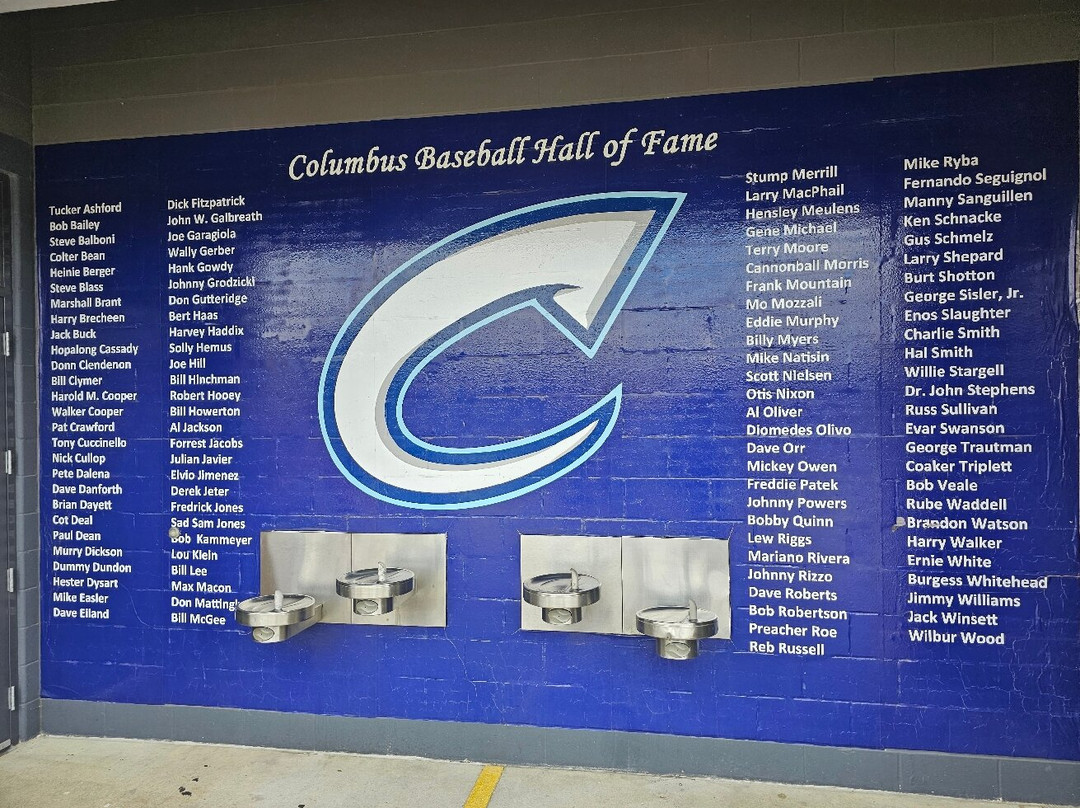 Columbus Baseball Hall of Fame
Tucker Ashford
Bob Bailey
Steve Balboni
Colter Bean
Heinie Berger
Steve Blass
Marshall Brant
Harry Brecheen
Jack Buck
Hopalong Cassady
Donn Clendenon
Bill Clymer
Harold M. Cooper
Walker Cooper
Pat Crawford
Tony Cuccinello
Nick Cullop
Pete Dalena
Dave Danforth
Brian Dayett
Cot Deal
Paul Dean
Murry Dickson
Dummy Dundon
Hester Dysart
Mike Easler
Dave Eiland
Dick Fitzpatrick
John W. Galbreath
Joe Garagiola
Wally Gerber
Hank Gowdy
Johnny Grodzicki
Don Gutteridge
Bert Haas
Harvey Haddix
Solly Hemus
Joe Hill
Bill Hinchman
Robert Hooey
Bill Howerton
Al Jackson
Forrest Jacobs
Julian Javier
Elvio Jimenez
Derek Jeter
Fredrick Jones
Sad Sam Jones
Bob Kammeyer
Lou Klein
Bill Lee
Max Macon
Don Mattingl
Bill McGee
Stump Merrill
Larry MacPhail
Hensley Meulens
Gene Michael
Terry Moore
Cannonball Morris
Frank Mountain
Mo Mozzali
Eddie Murphy
Billy Myers
Mike Natisin
Scott Nielsen
Otis Nixon
Al Oliver
Diomedes Olivo
Dave Orr
Mickey Owen
Freddie Patek
Johnny Powers
Bobby Quinn
Lew Riggs
Mariano Rivera
Johnny Rizzo
Dave Roberts
Bob Robertson
Preacher Roe
Reb Russell
Mike Ryba
Fernando Seguignol
Manny Sanguillen
Ken Schnacke
Gus Schmelz
Larry Shepard
Burt Shotton
George Sisler, Jr.
Enos Slaughter
Charlie Smith
Hal Smith
Willie Stargell
Dr. John Stephens
Russ Sullivan
Evar Swanson
George Trautman
Coaker Triplett
Bob Veale
Rube Waddell
Brandon Watson
Harry Walker
Ernie White
Burgess Whitehead
Jimmy Williams
Jack Winsett
Wilbur Wood